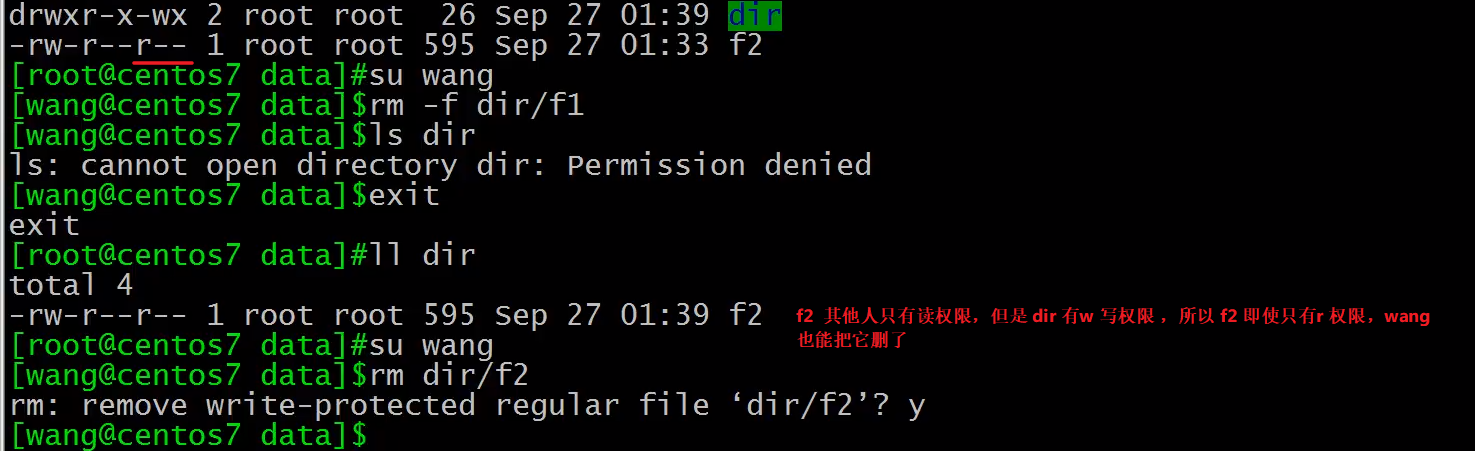 drwxr-x-wx 2 root root  26 Sep 27 01:39 dir
-rw-r--r-- 1 root root 595 Sep 27 01:33 f2
[root@centos7 data]#su wang
[wang@centos7 data]$rm -f dir/f1
[wang@centos7 data]$ls dir
ls: cannot open directory dir: Permission denied
[wang@centos7 data]$exit
exit
[root@centos7 data]#ll dir
total 4
-rw-r--r-- 1 root root 595 Sep 27 01:39 f2
f2 其他人只有读权限，但是 dir 有w 写权限 ，所以 f2 即使只有r 权限，wang
也能把它删了
[root@centos7 data]#su wang
[wang@centos7 data]$rm dir/f2
rm: remove write-protected regular file ‘dir/f2’? y
[wang@centos7 data]$